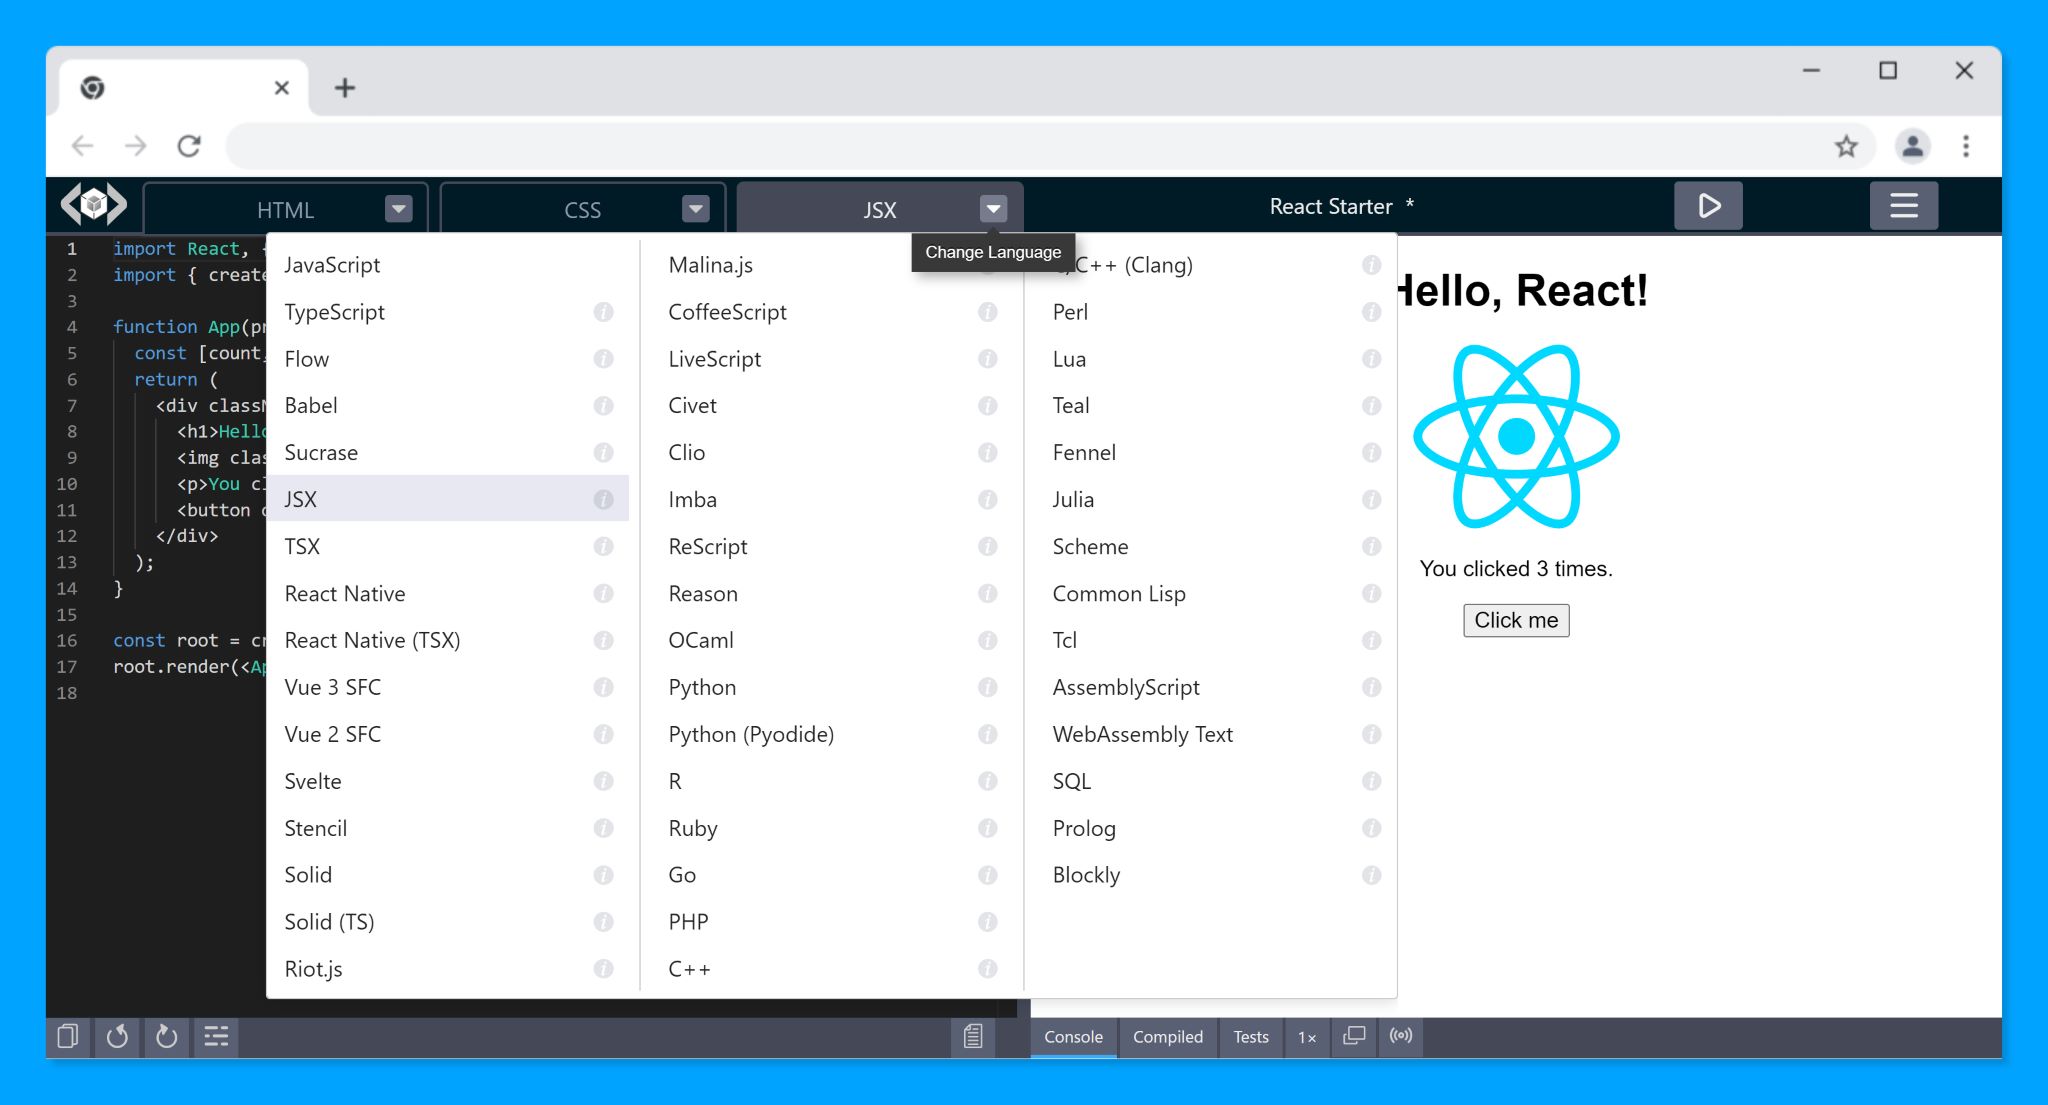 HTML
CSS
JSX
React Starter *
Change Language
1 import React, {
2 import { create
3
4 function App(pr
5 const [count,
6 return (
7 <div class
8 <h1>Hello
9 <img clas
10 <p>You cl
11 <button
12 </div>
13 );
14 }
15
16 const root = cr
17 root.render(<Ap
18
JavaScript
TypeScript
Flow
Babel
Sucrase
JSX
TSX
React Native
React Native (TSX)
Vue 3 SFC
Vue 2 SFC
Svelte
Stencil
Solid
Solid (TS)
Riot.js
Malina.js
CoffeeScript
LiveScript
Civet
Clio
Imba
ReScript
Reason
OCaml
Python
Python (Pyodide)
R
Ruby
Go
PHP
C++
C++ (Clang)
Perl
Lua
Teal
Fennel
Julia
Scheme
Common Lisp
Tcl
AssemblyScript
WebAssembly Text
SQL
Prolog
Blockly
Hello, React!
You clicked 3 times.
Click me
Console
Compiled
Tests
1×